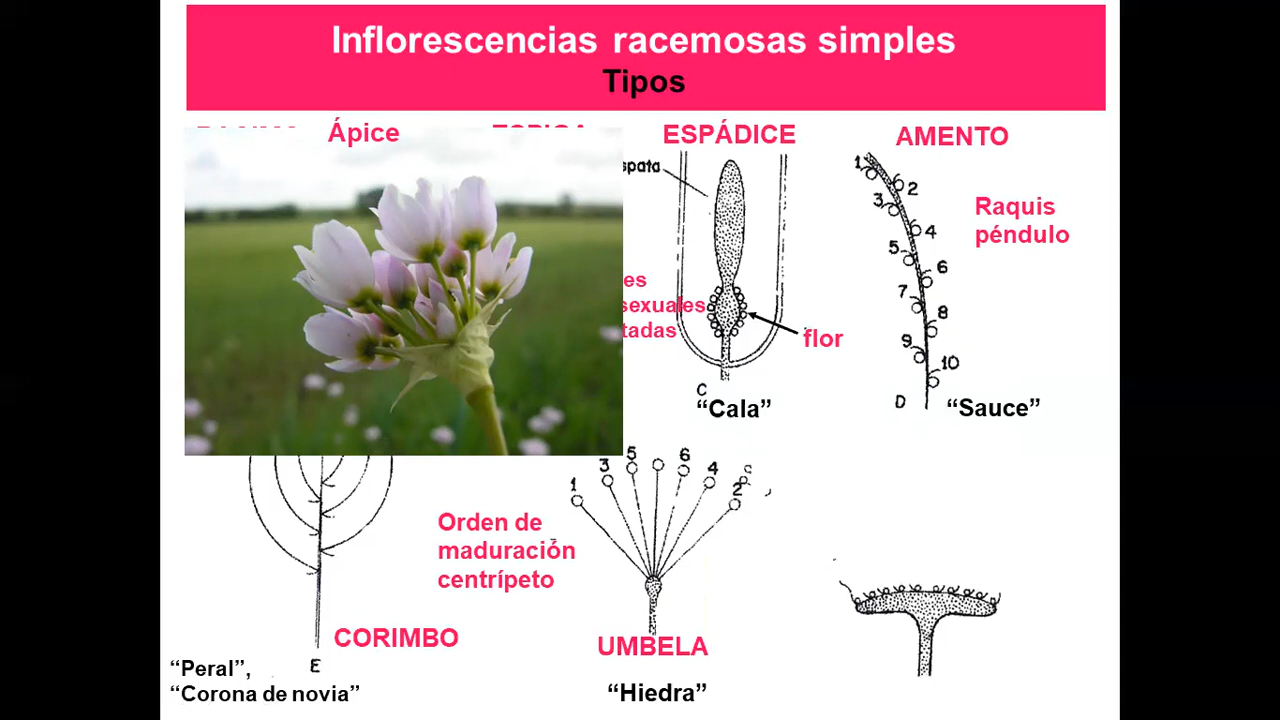 Inflorescencias racemosas simples
Tipos
Ápice
ESPÁDICE
AMENTO
spata
1
2
3
4
5
6
7
8
9
10
Raquis
péndulo
es
sexuales
tadas
flor
C
"Cala"
D
"Sauce"
1
3
5
6
4
2
Orden de
maduración
centrípeto
CORIMBO
UMBELA
E
"Peral",
"Corona de novia"
"Hiedra"